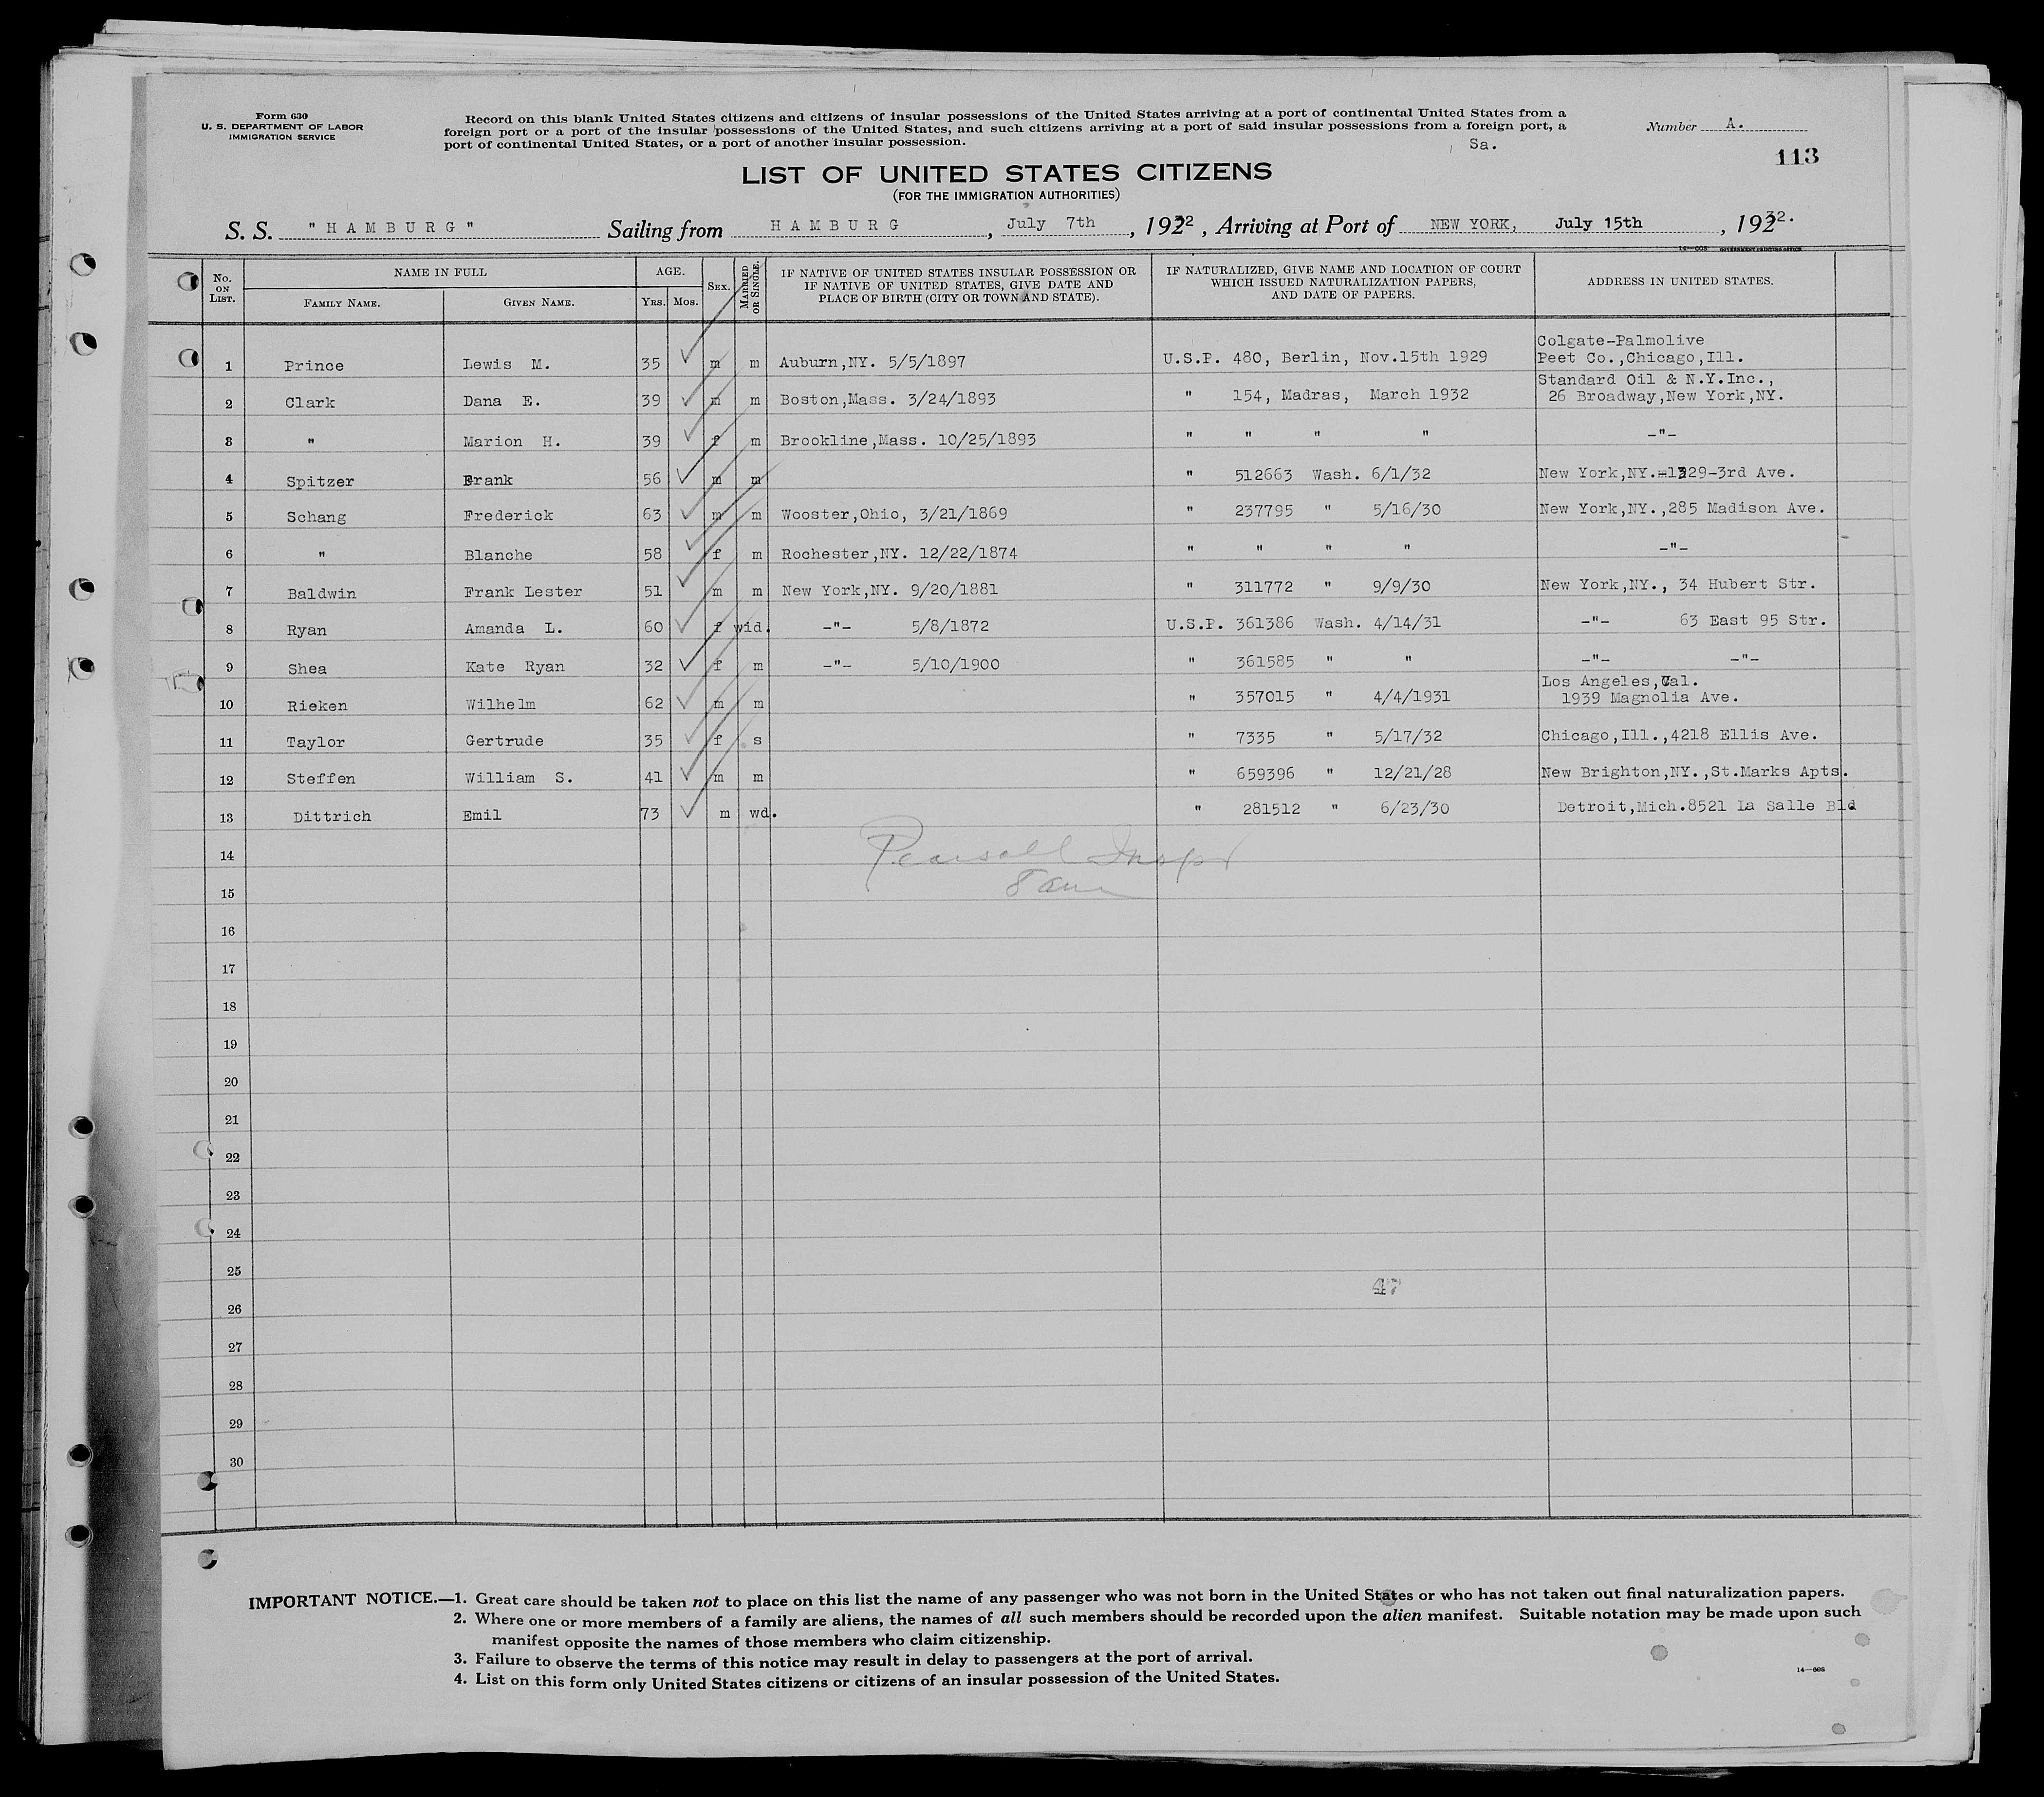 Form 630
U. S. DEPARTMENT OF LABOR
IMMIGRATION SERVICE
Record on this blank United States citizens and citizens of insular possessions of the United States arriving at a port of continental United States from a
foreign port or a port of the insular possessions of the United States, and such citizens arriving at a port of said insular possessions from a foreign port, a
port of continental United States, or a port of another insular possession.
Sa.
Number A.
113
LIST OF UNITED STATES CITIZENS
(FOR THE IMMIGRATION AUTHORITIES)
S. S. "HAMBURG" Sailing from HAMBURG, July 7th, 1932, Arriving at Port of NEW YORK, July 15th, 1932.
No. ON LIST. NAME IN FULL FAMILY NAME. GIVEN NAME. AGE. YRS. MOS. SEX. MARRIED OR SINGLE. IF NATIVE OF UNITED STATES INSULAR POSSESSION OR IF NATIVE OF UNITED STATES, GIVE DATE AND PLACE OF BIRTH (CITY OR TOWN AND STATE). IF NATURALIZED, GIVE NAME AND LOCATION OF COURT WHICH ISSUED NATURALIZATION PAPERS, AND DATE OF PAPERS. ADDRESS IN UNITED STATES.
1 Prince Lewis M. 35 m m Auburn,NY. 5/5/1897 U.S.P. 480, Berlin, Nov.15th 1929 Colgate-Palmolive Peet Co.,Chicago,Ill.
2 Clark Dana E. 39 m m Boston,Mass. 3/24/1893 " 154, Madras, March 1932 Standard Oil & N.Y.Inc., 26 Broadway,New York,NY.
3 " Marion H. 39 f m Brookline,Mass. 10/25/1893 " " " " -"-
4 Spitzer Frank 56 m m " 512663 Wash. 6/1/32 New York,NY.-1329-3rd Ave.
5 Schang Frederick 63 m m Wooster,Ohio, 3/21/1869 " 237795 " 5/16/30 New York,NY.,285 Madison Ave.
6 " Blanche 58 f m Rochester,NY. 12/22/1874 " " " " -"-
7 Baldwin Frank Lester 51 m m New York,NY. 9/20/1881 " 311772 " 9/9/30 New York,NY., 34 Hubert Str.
8 Ryan Amanda L. 60 f wid. -"- 5/8/1872 U.S.P. 361386 Wash. 4/14/31 -"- 63 East 95 Str.
9 Shea Kate Ryan 32 f m -"- 5/10/1900 " 361585 " " -"- -"-
10 Rieken Wilhelm 62 m m " 357015 " 4/4/1931 Los Angeles,Cal. 1939 Magnolia Ave.
11 Taylor Gertrude 35 f s " 7335 " 5/17/32 Chicago,Ill.,4218 Ellis Ave.
12 Steffen William S. 41 m m " 659396 " 12/21/28 New Brighton,NY.,St.Marks Apts.
13 Dittrich Emil 73 m wd. " 281512 " 6/23/30 Detroit,Mich.8521 La Salle Bld
14
Pearsall Inspr
15
16
17
18
19
20
21
22
23
24
25
47
26
27
28
29
30
IMPORTANT NOTICE.—1. Great care should be taken not to place on this list the name of any passenger who was not born in the United States or who has not taken out final naturalization papers.
2. Where one or more members of a family are aliens, the names of all such members should be recorded upon the alien manifest. Suitable notation may be made upon such
manifest opposite the names of those members who claim citizenship.
3. Failure to observe the terms of this notice may result in delay to passengers at the port of arrival.
4. List on this form only United States citizens or citizens of an insular possession of the United States.